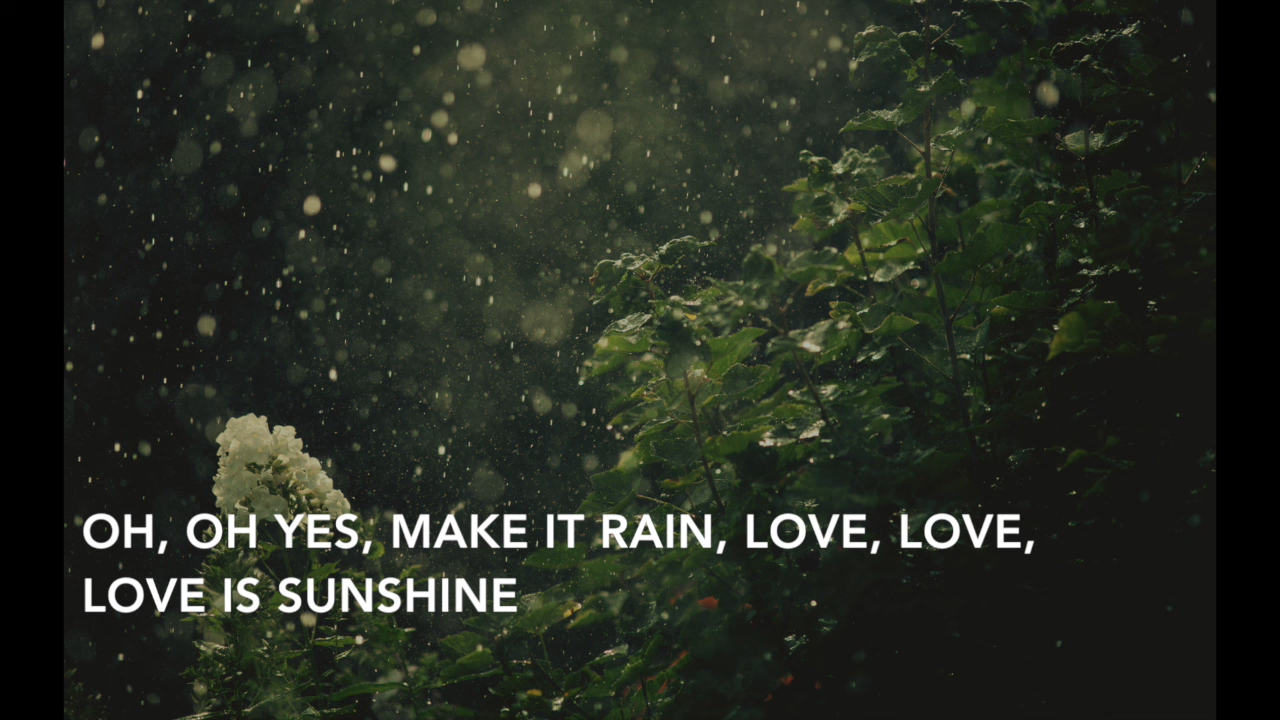 OH, OH YES, MAKE IT RAIN, LOVE, LOVE,
LOVE IS SUNSHINE